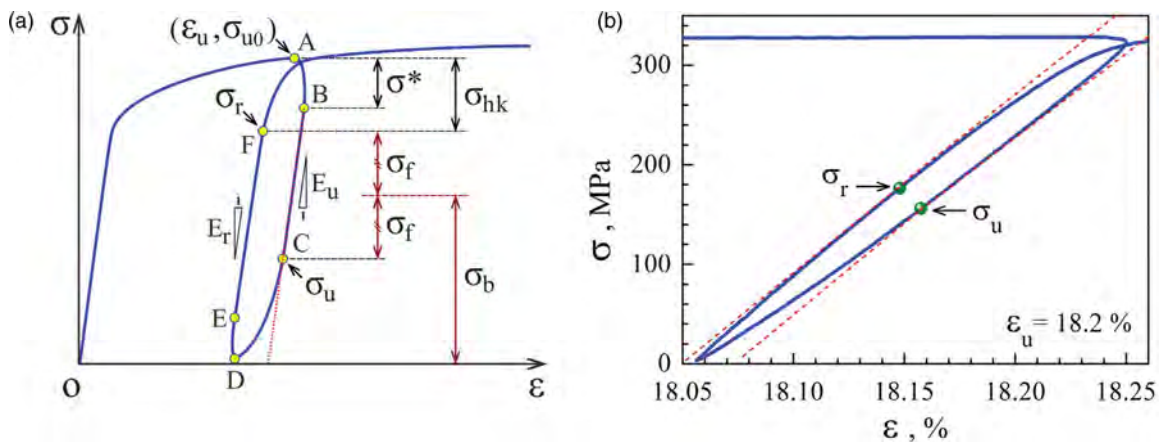 (a)
σ
(εu, σu0)
A
σ*
B
σhk
σr
F
σf
Eu
Er
C
σf
σu
σb
E
D
O
ε
(b)
σ, MPa
300
200
100
0
σr
σu
εu = 18.2 %
18.05
18.10
18.15
18.20
18.25
ε, %